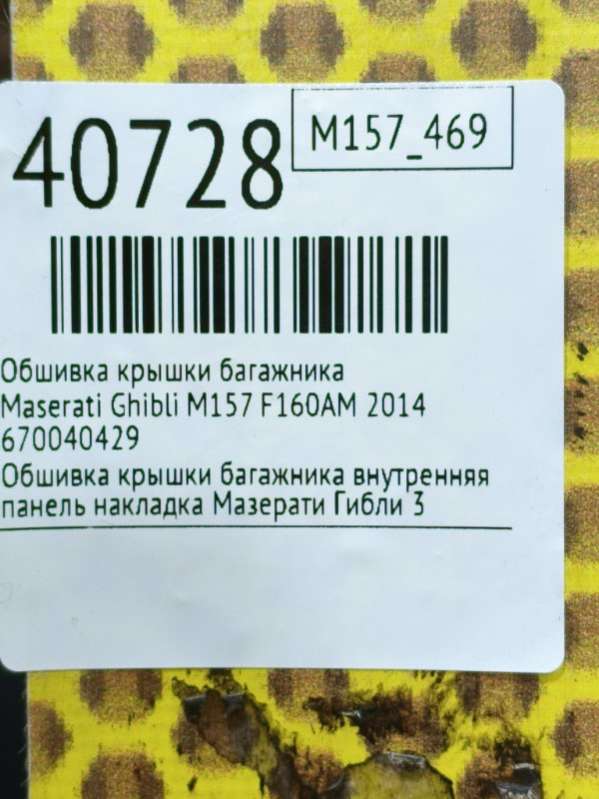 40728
M157_469
Обшивка крышки багажника
Maserati Ghibli M157 F160AM 2014
670040429
Обшивка крышки багажника внутренняя
панель накладка Мазерати Гибли 3